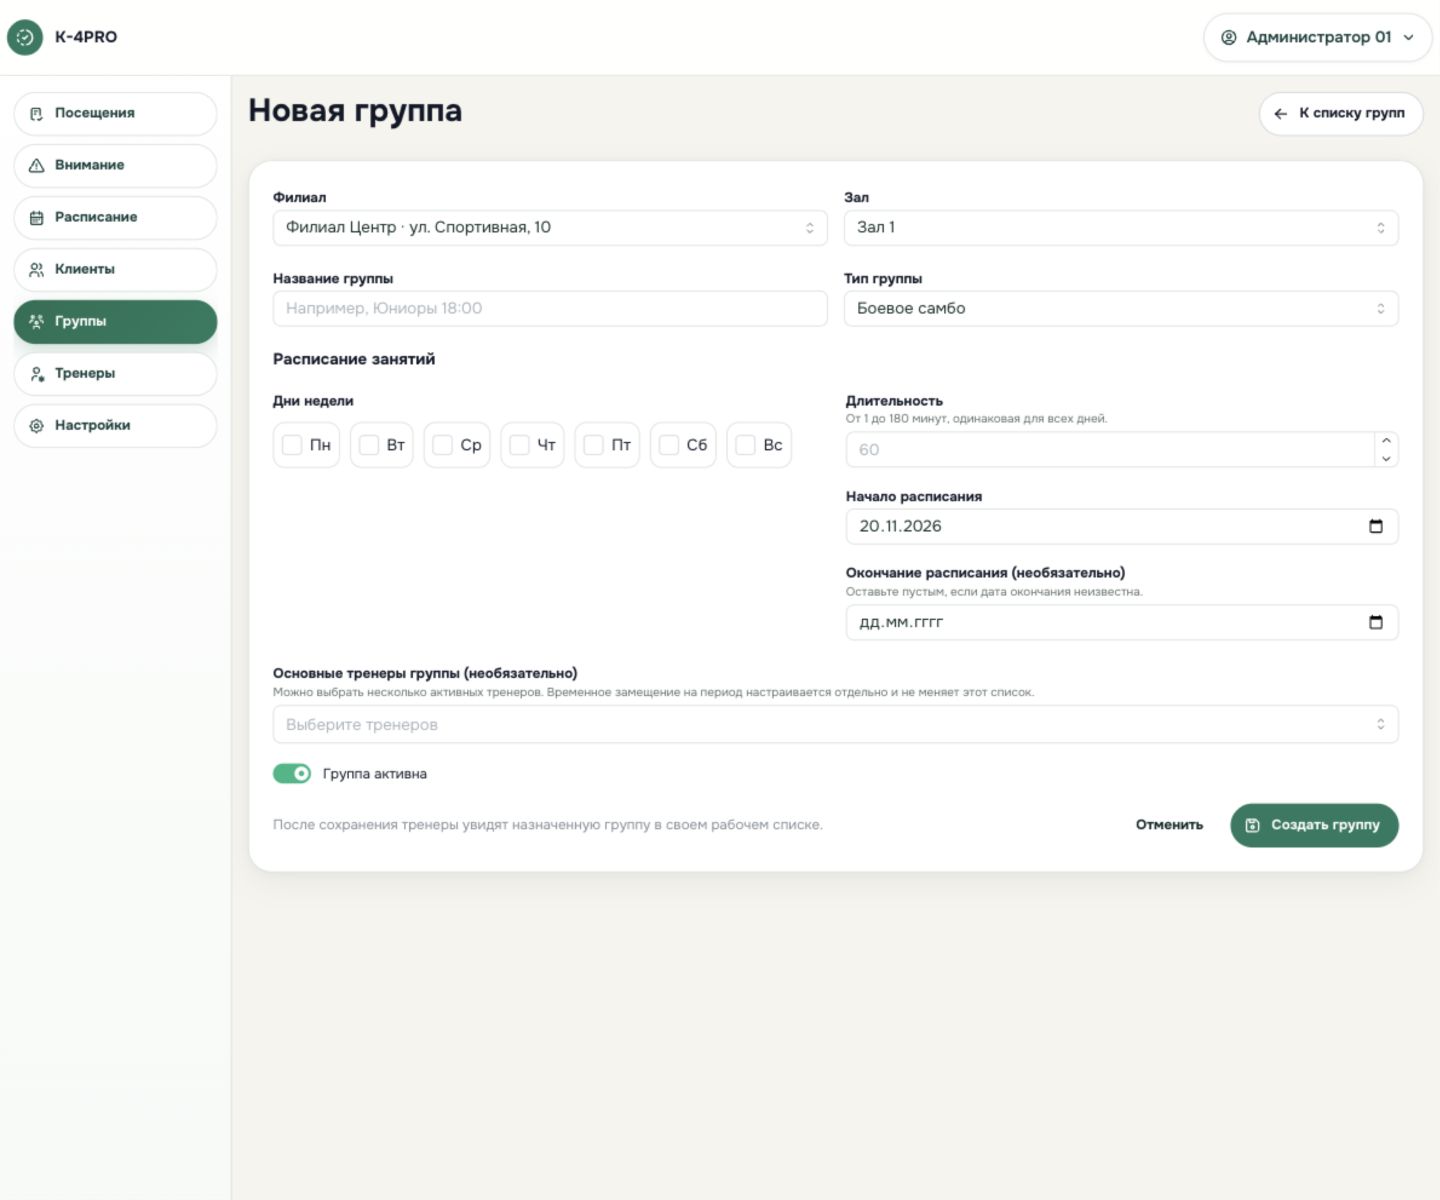 K-4PRO
Администратор 01
Посещения
Внимание
Расписание
Клиенты
Группы
Тренеры
Настройки
Новая группа
К списку групп
Филиал
Филиал Центр · ул. Спортивная, 10
Зал
Зал 1
Название группы
Например, Юниоры 18:00
Тип группы
Боевое самбо
Расписание занятий
Дни недели
Пн Вт Ср Чт Пт Сб Вс
Длительность
От 1 до 180 минут, одинаковая для всех дней.
60
Начало расписания
20.11.2026
Окончание расписания (необязательно)
Оставьте пустым, если дата окончания неизвестна.
дд.мм.гггг
Основные тренеры группы (необязательно)
Можно выбрать несколько активных тренеров. Временное замещение на период настраивается отдельно и не меняет этот список.
Выберите тренеров
Группа активна
После сохранения тренеры увидят назначенную группу в своем рабочем списке.
Отменить
Создать группу